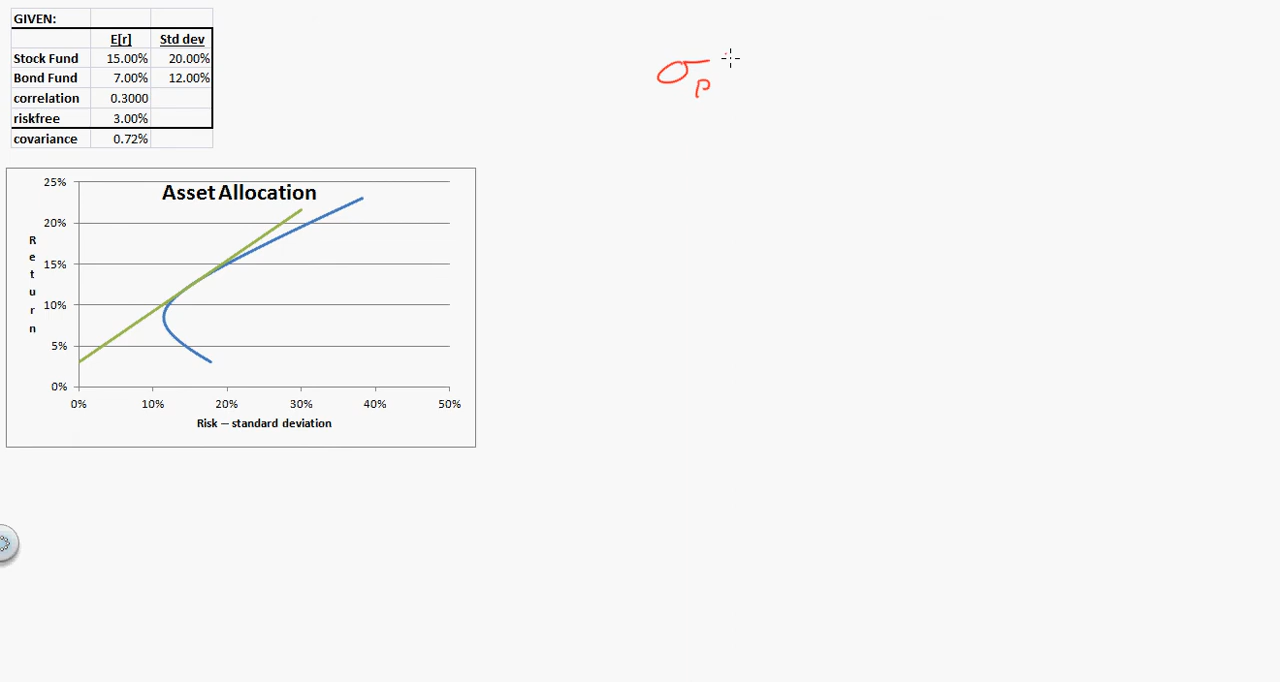 GIVEN:
E[r] Std dev
Stock Fund 15.00% 20.00%
Bond Fund 7.00% 12.00%
correlation 0.3000
riskfree 3.00%
covariance 0.72%
σp
Asset Allocation
25%
20%
15%
10%
5%
0%
Return
0% 10% 20% 30% 40% 50%
Risk – standard deviation